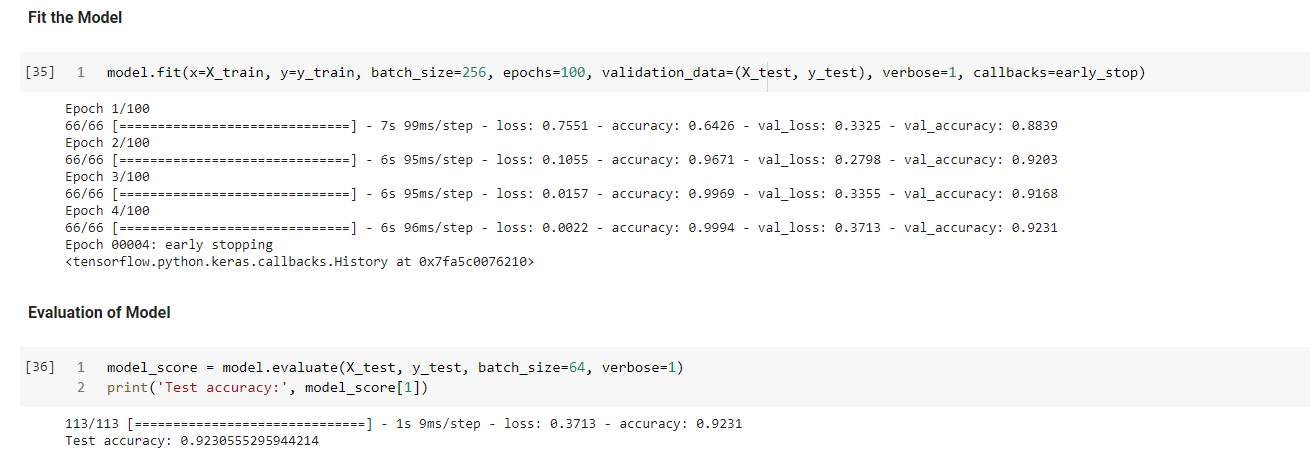 Fit the Model
[35] 1 model.fit(x=X_train, y=y_train, batch_size=256, epochs=100, validation_data=(X_test, y_test), verbose=1, callbacks=early_stop)
Epoch 1/100
66/66 [==============================] - 7s 99ms/step - loss: 0.7551 - accuracy: 0.6426 - val_loss: 0.3325 - val_accuracy: 0.8839
Epoch 2/100
66/66 [==============================] - 6s 95ms/step - loss: 0.1055 - accuracy: 0.9671 - val_loss: 0.2798 - val_accuracy: 0.9203
Epoch 3/100
66/66 [==============================] - 6s 95ms/step - loss: 0.0157 - accuracy: 0.9969 - val_loss: 0.3355 - val_accuracy: 0.9168
Epoch 4/100
66/66 [==============================] - 6s 96ms/step - loss: 0.0022 - accuracy: 0.9994 - val_loss: 0.3713 - val_accuracy: 0.9231
Epoch 00004: early stopping
<tensorflow.python.keras.callbacks.History at 0x7fa5c0076210>
Evaluation of Model
[36] 1 model_score = model.evaluate(X_test, y_test, batch_size=64, verbose=1)
2 print('Test accuracy:', model_score[1])
113/113 [==============================] - 1s 9ms/step - loss: 0.3713 - accuracy: 0.9231
Test accuracy: 0.9230555295944214